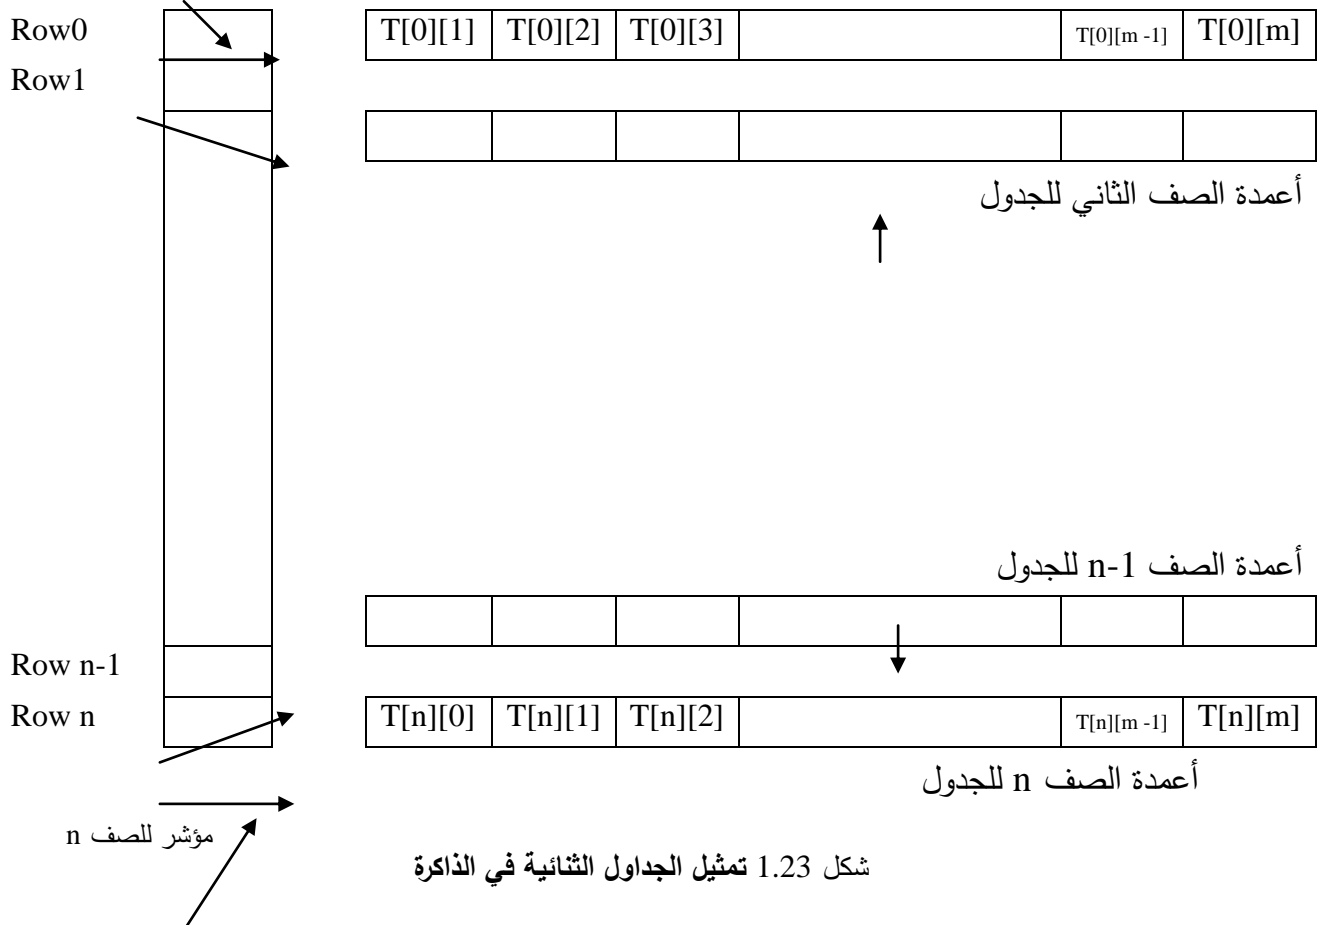 Row0 T[0][1] T[0][2] T[0][3] T[0][m -1] T[0][m]
Row1
أعمدة الصف الثاني للجدول
أعمدة الصف n-1 للجدول
Row n-1
Row n T[n][0] T[n][1] T[n][2] T[n][m -1] T[n][m]
أعمدة الصف n للجدول
مؤشر للصف n
شكل 1.23 تمثيل الجداول الثنائية في الذاكرة